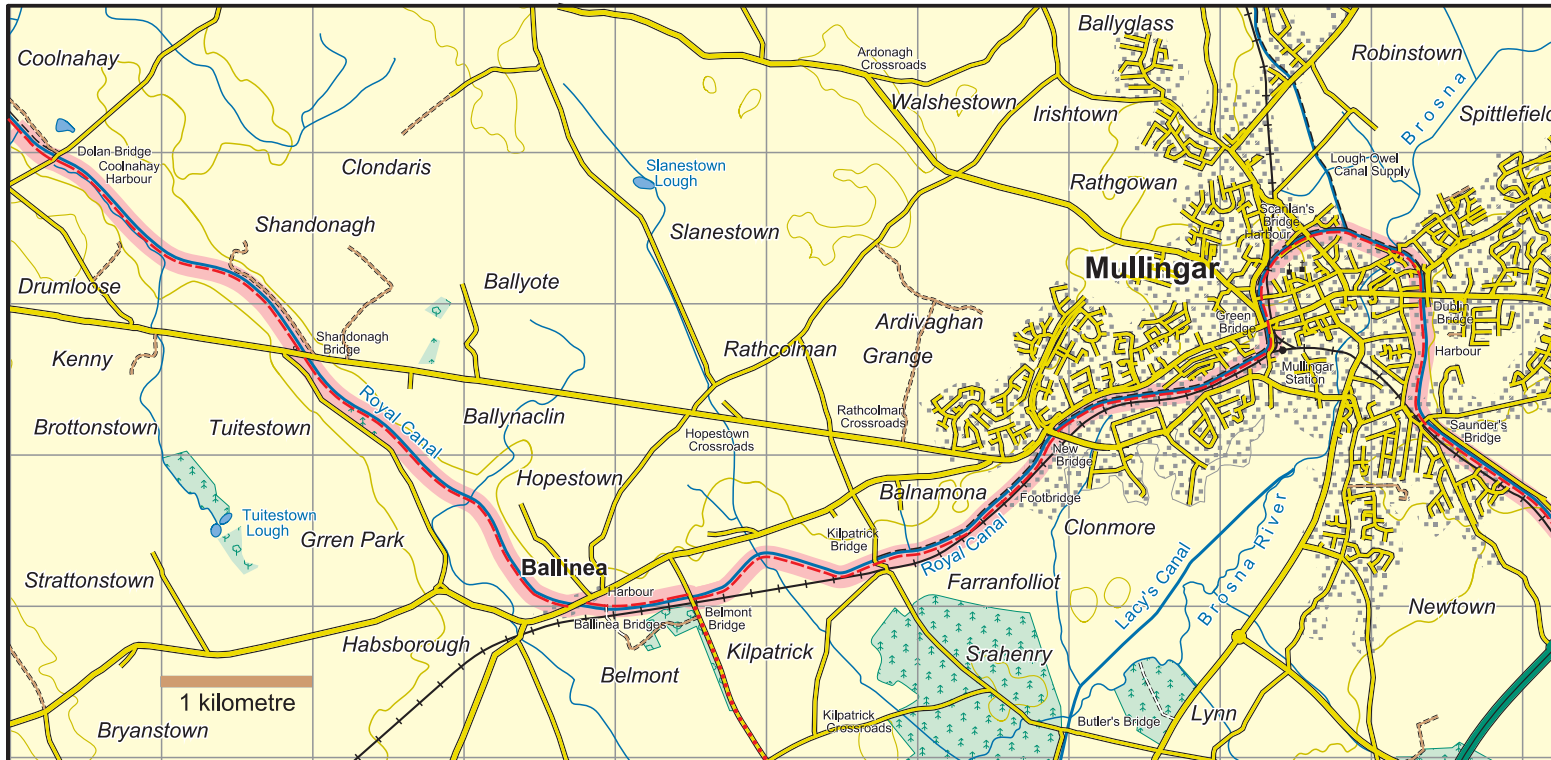 Coolnahay
Ballyglass
Robinstown
Ardonagh
Crossroads
Walshestown
Irishtown
Brosna
Spittlefield
Dolan Bridge
Coolnahay
Harbour
Clondaris
Slanestown
Lough
Lough Owel
Canal Supply
Rathgowan
Shandonagh
Slanestown
Scanlan's
Bridge
Harbour
Mullingar
Drumloose
Ballyote
Ardivaghan
Green
Bridge
Dublin
Bridge
Kenny
Shandonagh
Bridge
Rathcolman
Grange
Harbour
Mullingar
Station
Royal Canal
Brottonstown
Tuitestown
Ballynaclin
Rathcolman
Crossroads
Hopestown
Crossroads
Saunder's
Bridge
New
Bridge
Hopestown
Balnamona
Footbridge
Tuitestown
Lough
Grren Park
Kilpatrick
Bridge
Clonmore
Royal Canal
Strattonstown
Ballinea
Harbour
Farranfolliot
Lacy's Canal
Brosna River
Newtown
Ballinea Bridges
Belmont
Bridge
Habsborough
Kilpatrick
Srahenry
Belmont
1 kilometre
Kilpatrick
Crossroads
Butler's Bridge
Lynn
Bryanstown